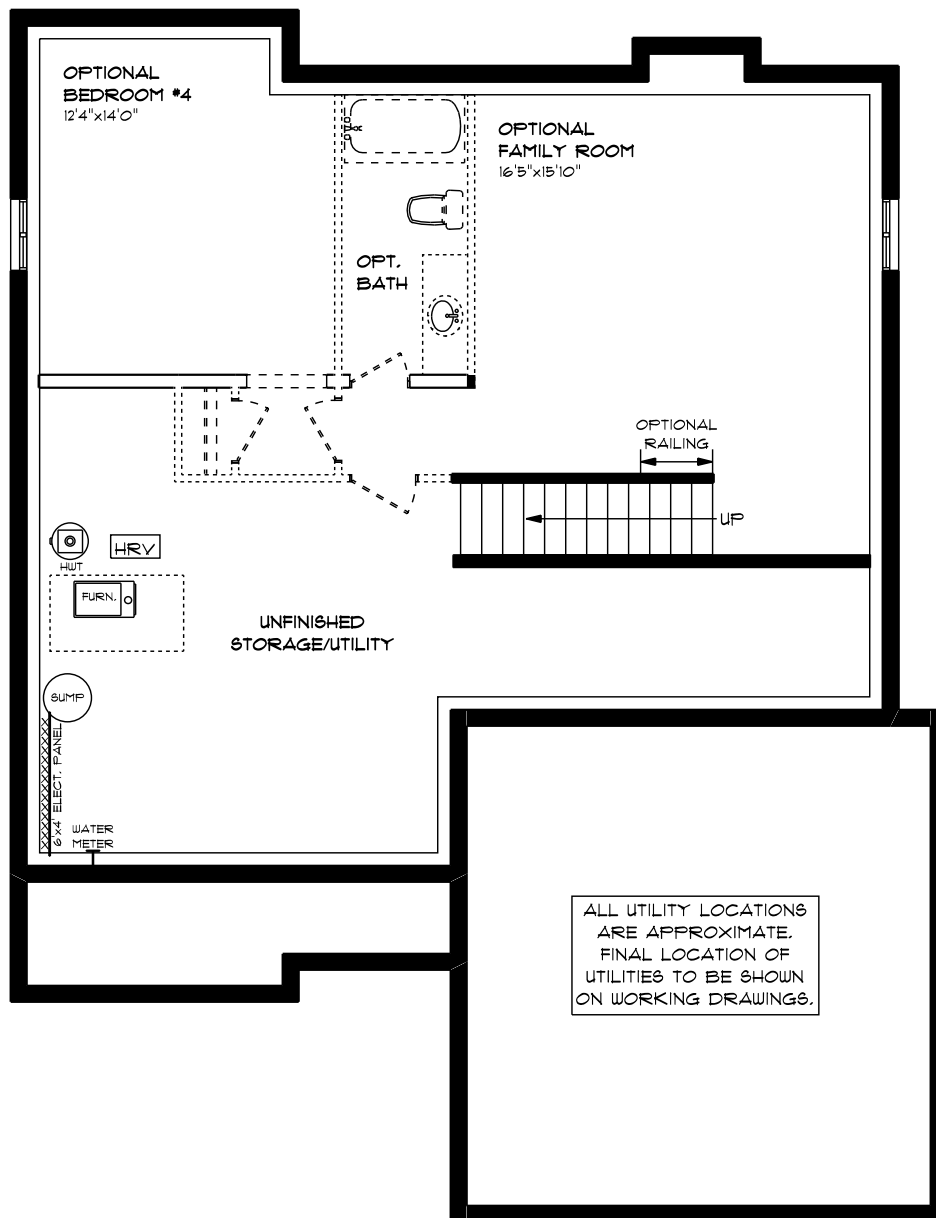 OPTIONAL
BEDROOM #4
12'4"x14'0"
OPTIONAL
FAMILY ROOM
16'5"x15'10"
OPT.
BATH
OPTIONAL
RAILING
UP
HRV
HWT
FURN.
UNFINISHED
STORAGE/UTILITY
SUMP
6'x4' ELECT. PANEL
WATER
METER
ALL UTILITY LOCATIONS
ARE APPROXIMATE.
FINAL LOCATION OF
UTILITIES TO BE SHOWN
ON WORKING DRAWINGS.